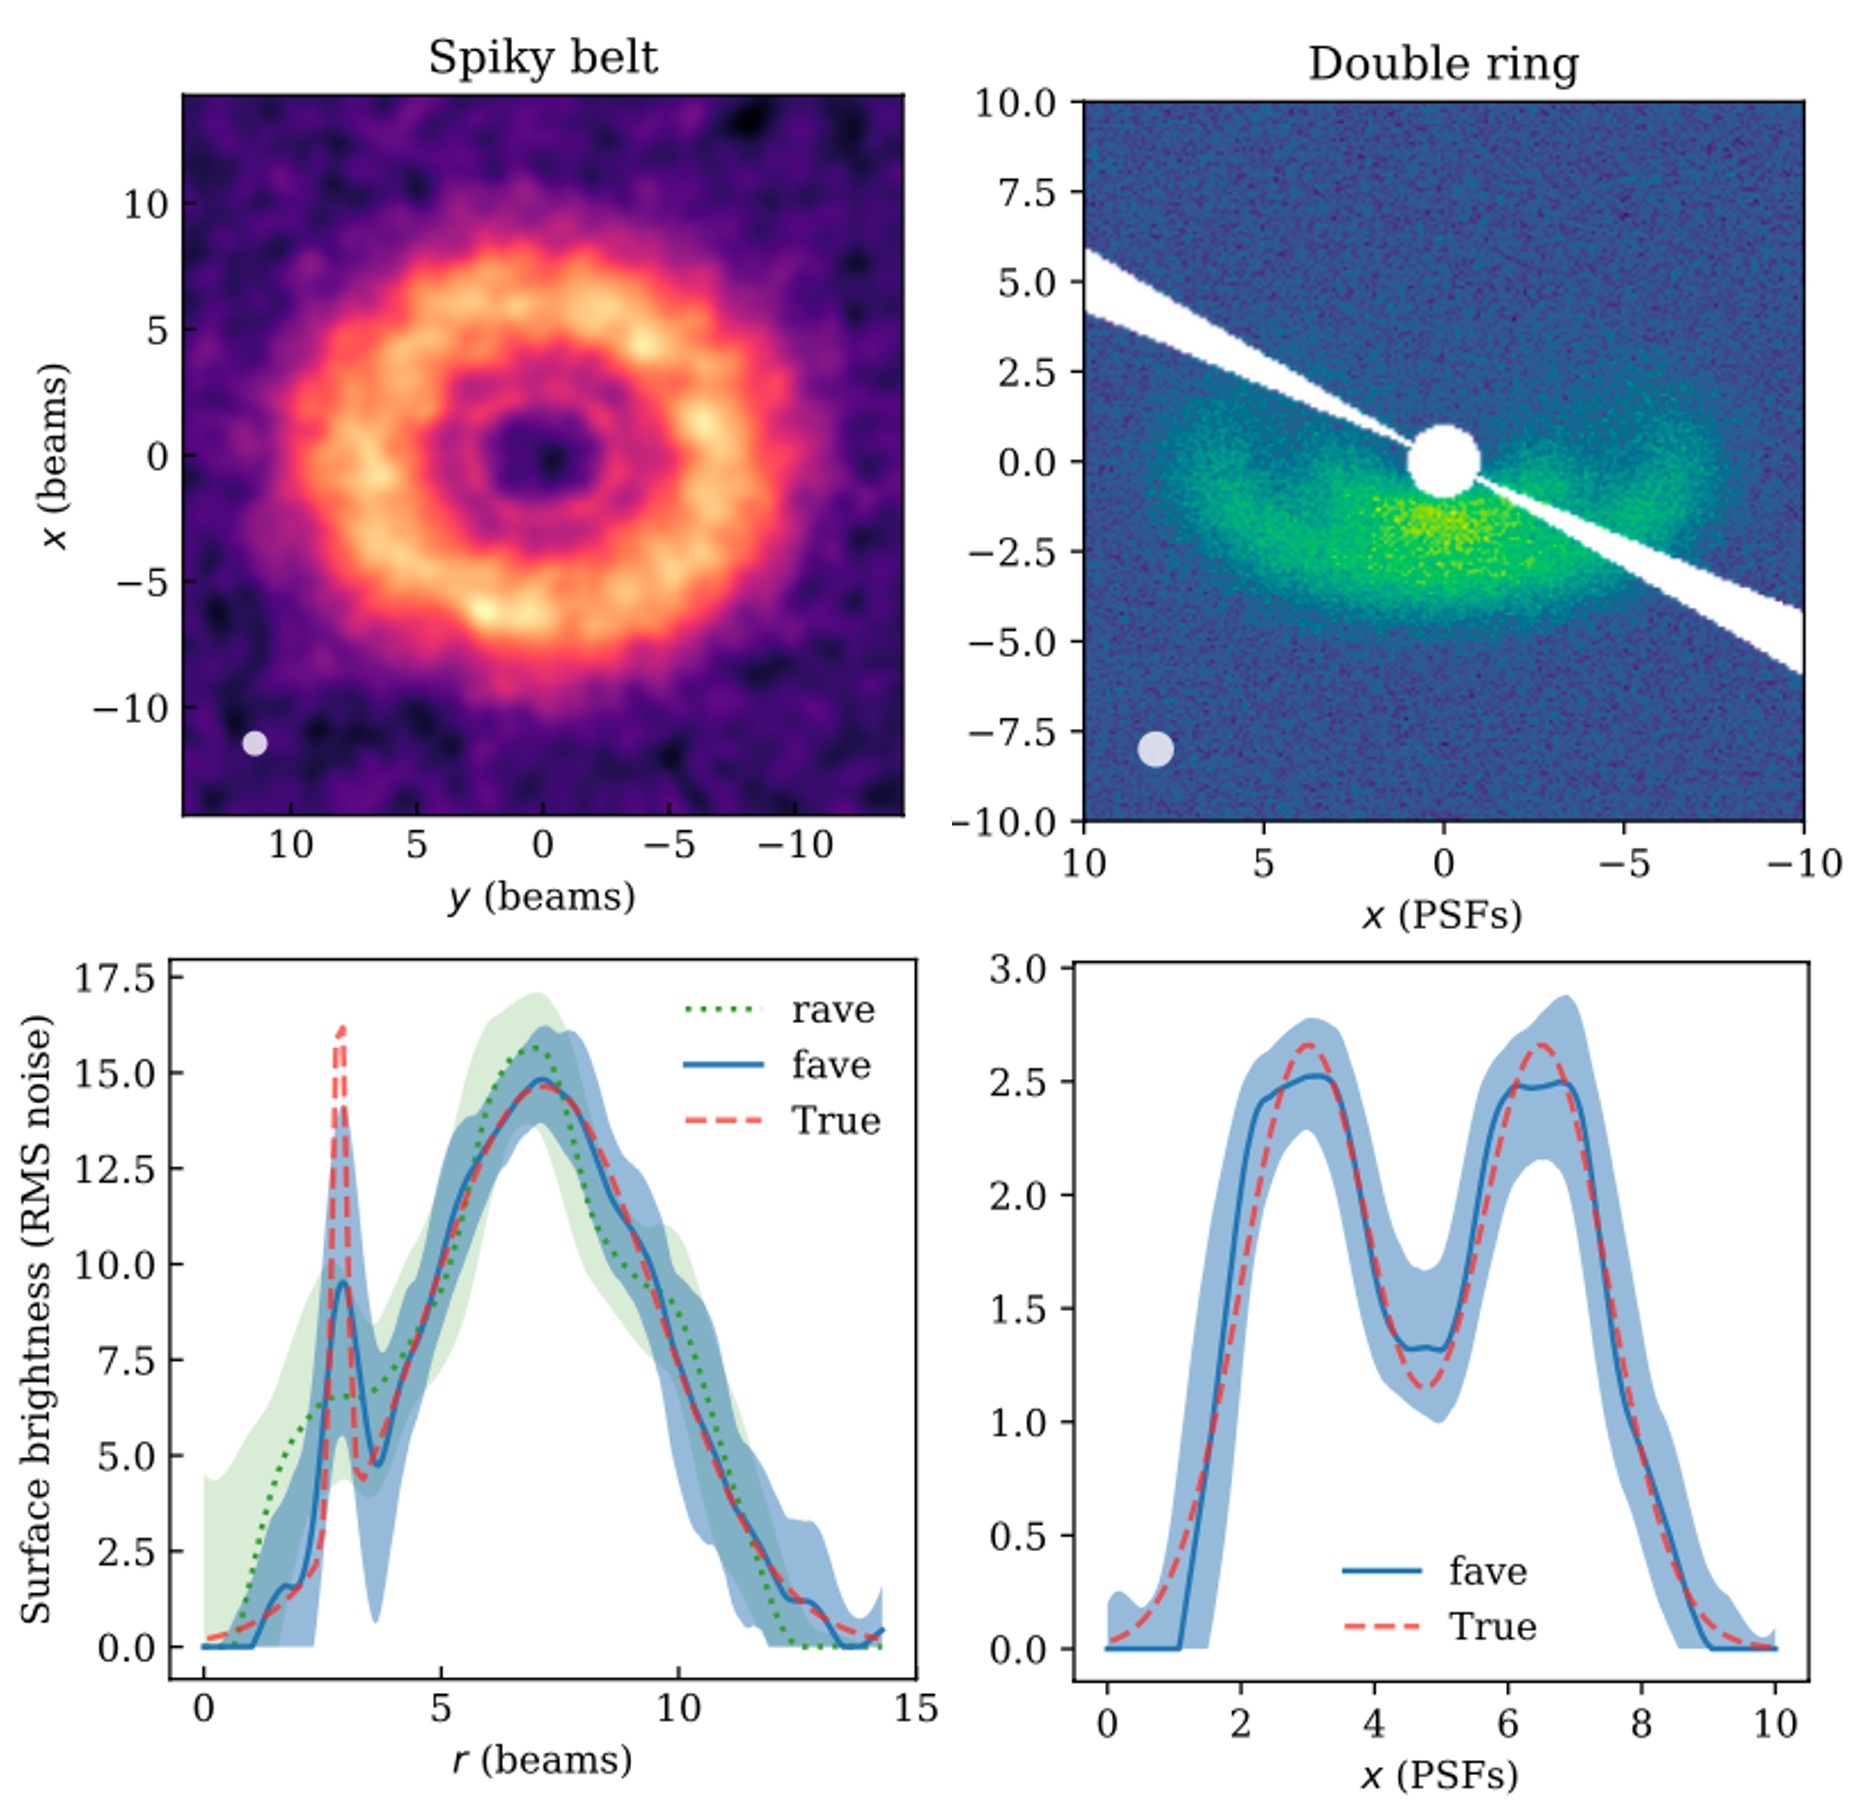 Spiky belt
10
5
0
−5
−10
x (beams)
10 5 0 −5 −10
y (beams)
Double ring
10.0
7.5
5.0
2.5
0.0
−2.5
−5.0
−7.5
−10.0
10 5 0 −5 −10
x (PSFs)
17.5
15.0
12.5
10.0
7.5
5.0
2.5
0.0
Surface brightness (RMS noise)
rave
fave
True
0 5 10 15
r (beams)
3.0
2.5
2.0
1.5
1.0
0.5
0.0
fave
True
0 2 4 6 8 10
x (PSFs)